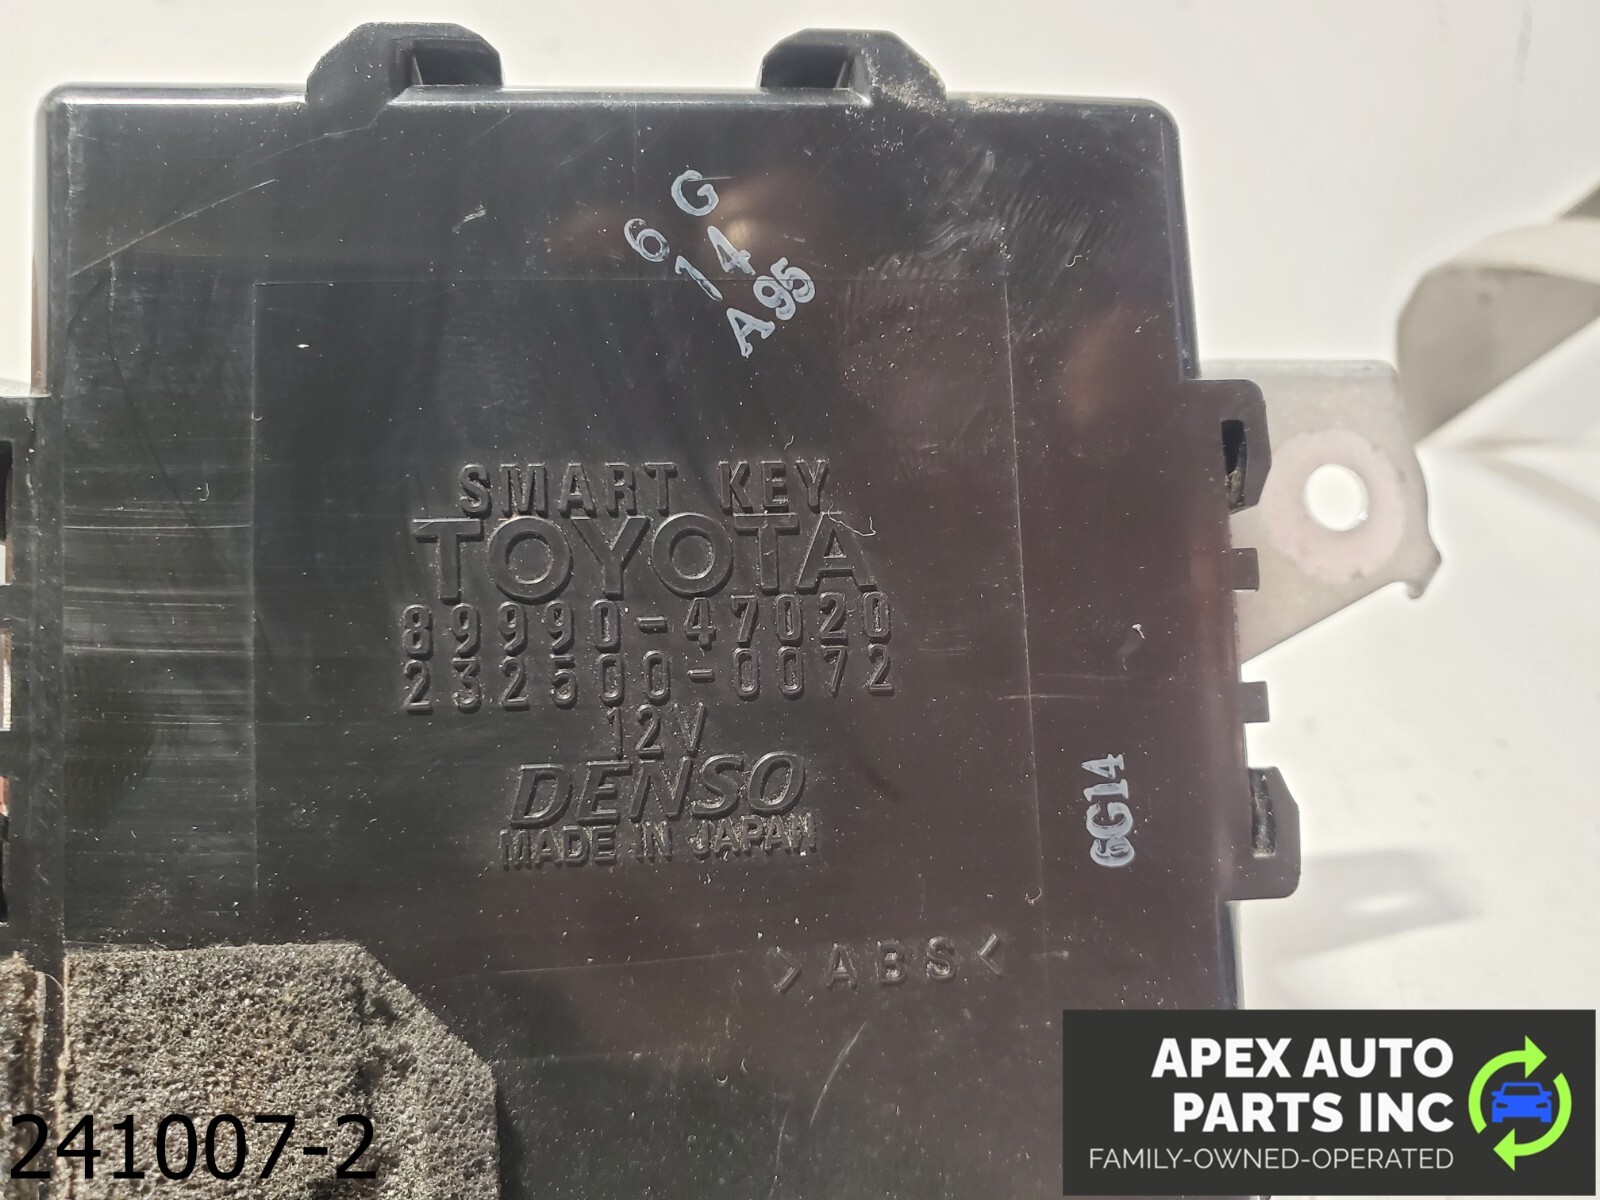 G
6 14
A95
SMART KEY
TOYOTA
89990-47020
232500-0072
12V
DENSO
MADE IN JAPAN
6G14
>ABS<
241007-2
APEX AUTO
PARTS INC
FAMILY-OWNED-OPERATED